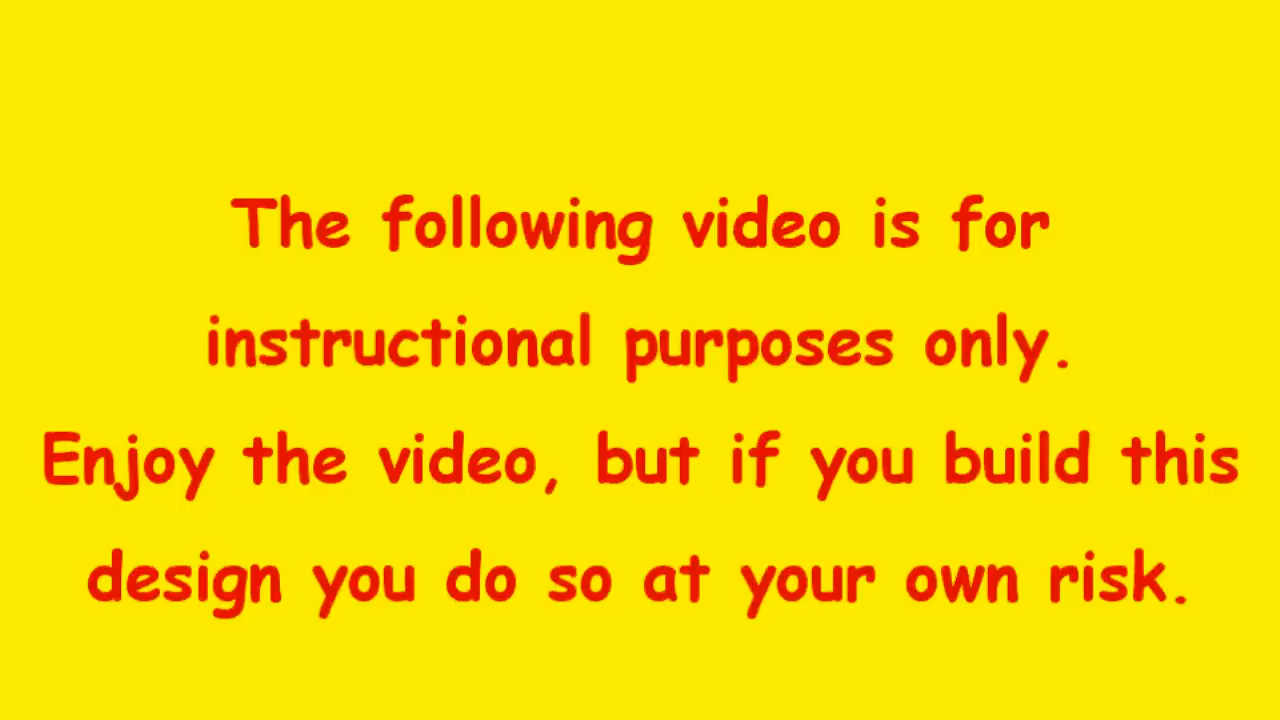 The following video is for
instructional purposes only.
Enjoy the video, but if you build this
design you do so at your own risk.